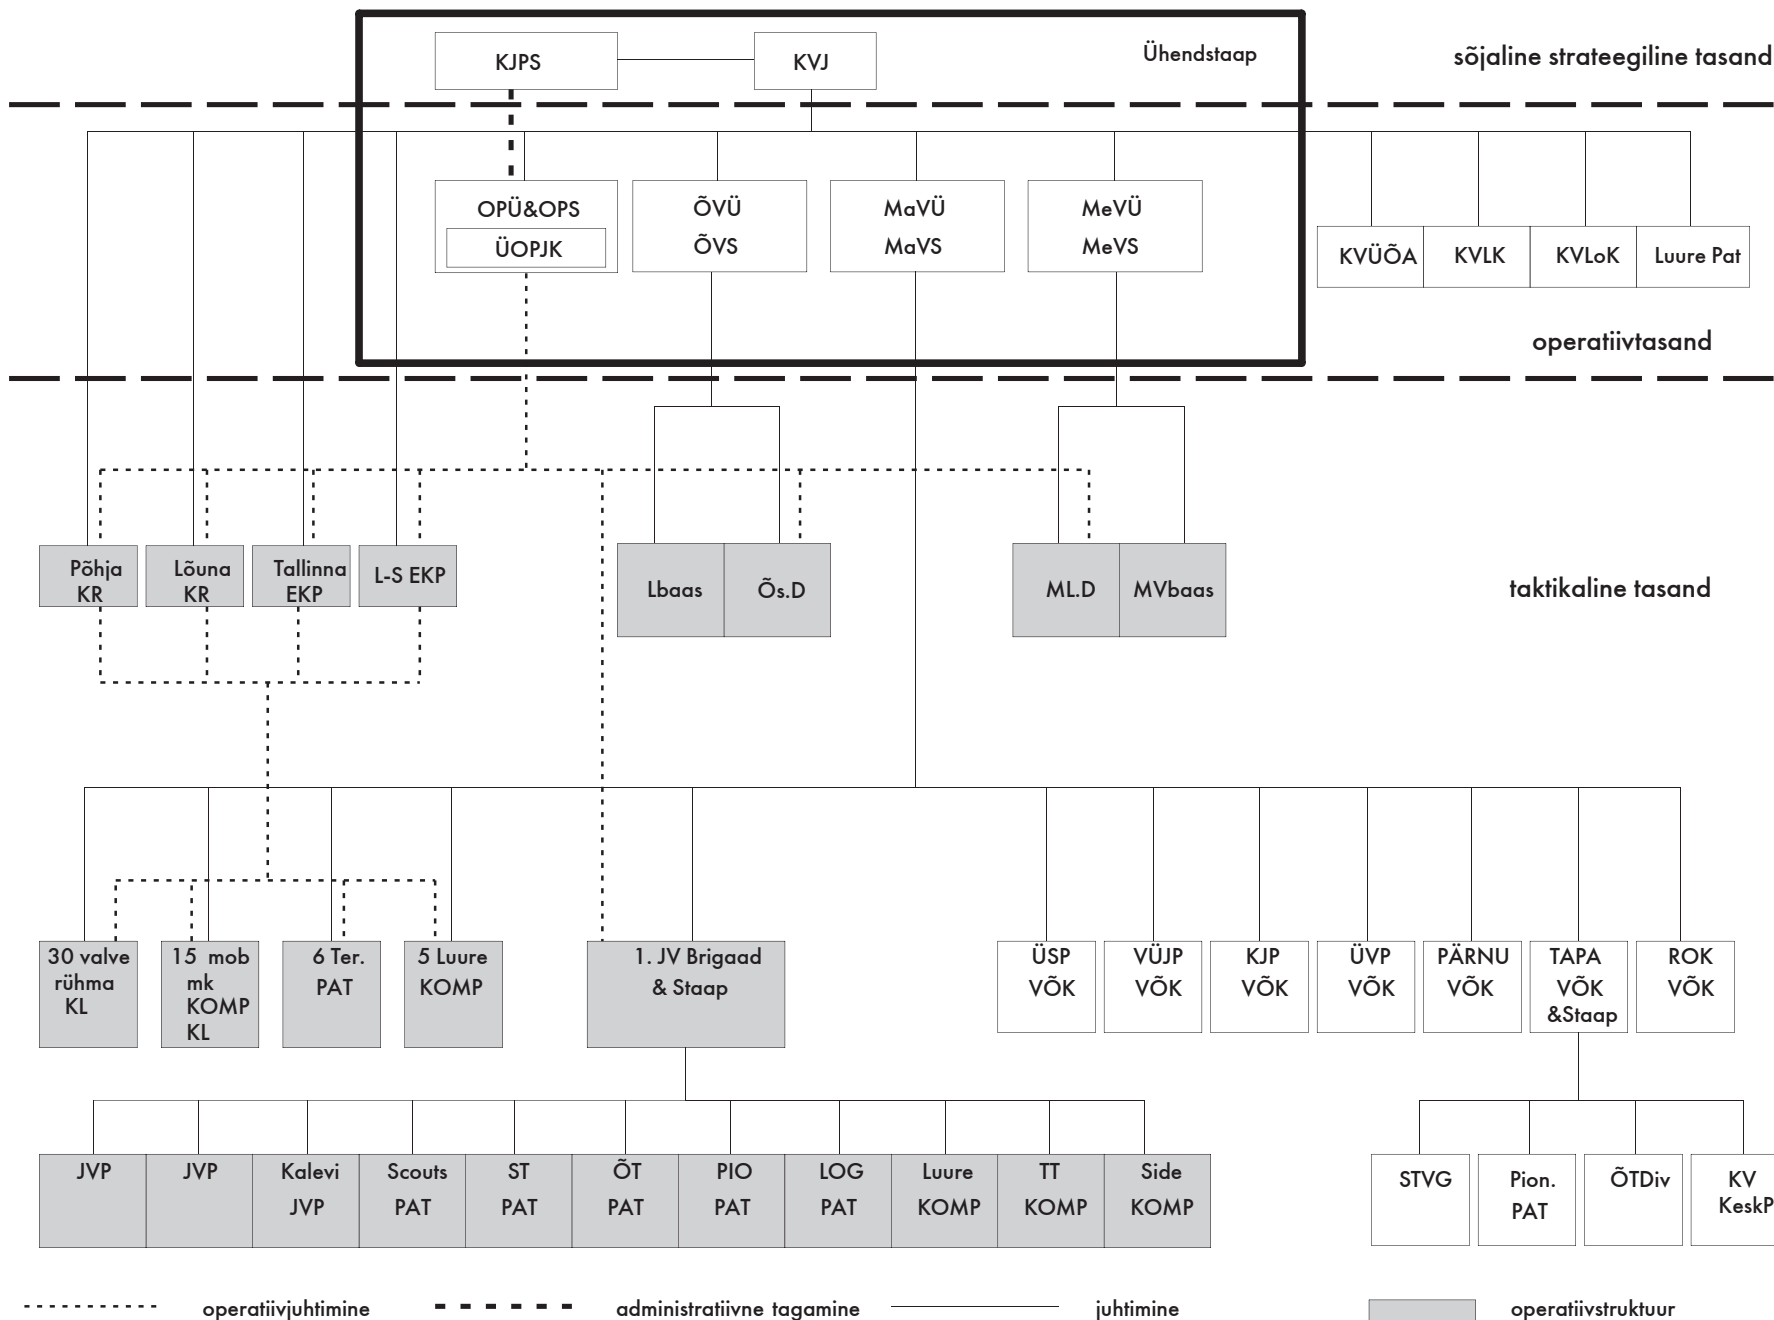 KJPS
KVJ
Ühendstaap
sõjaline strateegiline tasand
OPÜ&OPS
ÜOPJK
ÕVÜ
ÕVS
MaVÜ
MaVS
MeVÜ
MeVS
KVÜÕA
KVLK
KVLoK
Luure Pat
operatiivtasand
Põhja
KR
Lõuna
KR
Tallinna
EKP
L-S EKP
Lbaas
Õs.D
ML.D
MVbaas
taktikaline tasand
30 valve
rühma
KL
15 mob
mk
KOMP
KL
6 Ter.
PAT
5 Luure
KOMP
1. JV Brigaad
& Staap
ÜSP
VÕK
VÜJP
VÕK
KJP
VÕK
ÜVP
VÕK
PÄRNU
VÕK
TAPA
VÕK
&Staap
ROK
VÕK
JVP
JVP
Kalevi
JVP
Scouts
PAT
ST
PAT
ÕT
PAT
PIO
PAT
LOG
PAT
Luure
KOMP
TT
KOMP
Side
KOMP
STVG
Pion.
PAT
ÕTDiv
KV
KeskP
operatiivjuhtimine
administratiivne tagamine
juhtimine
operatiivstruktuur